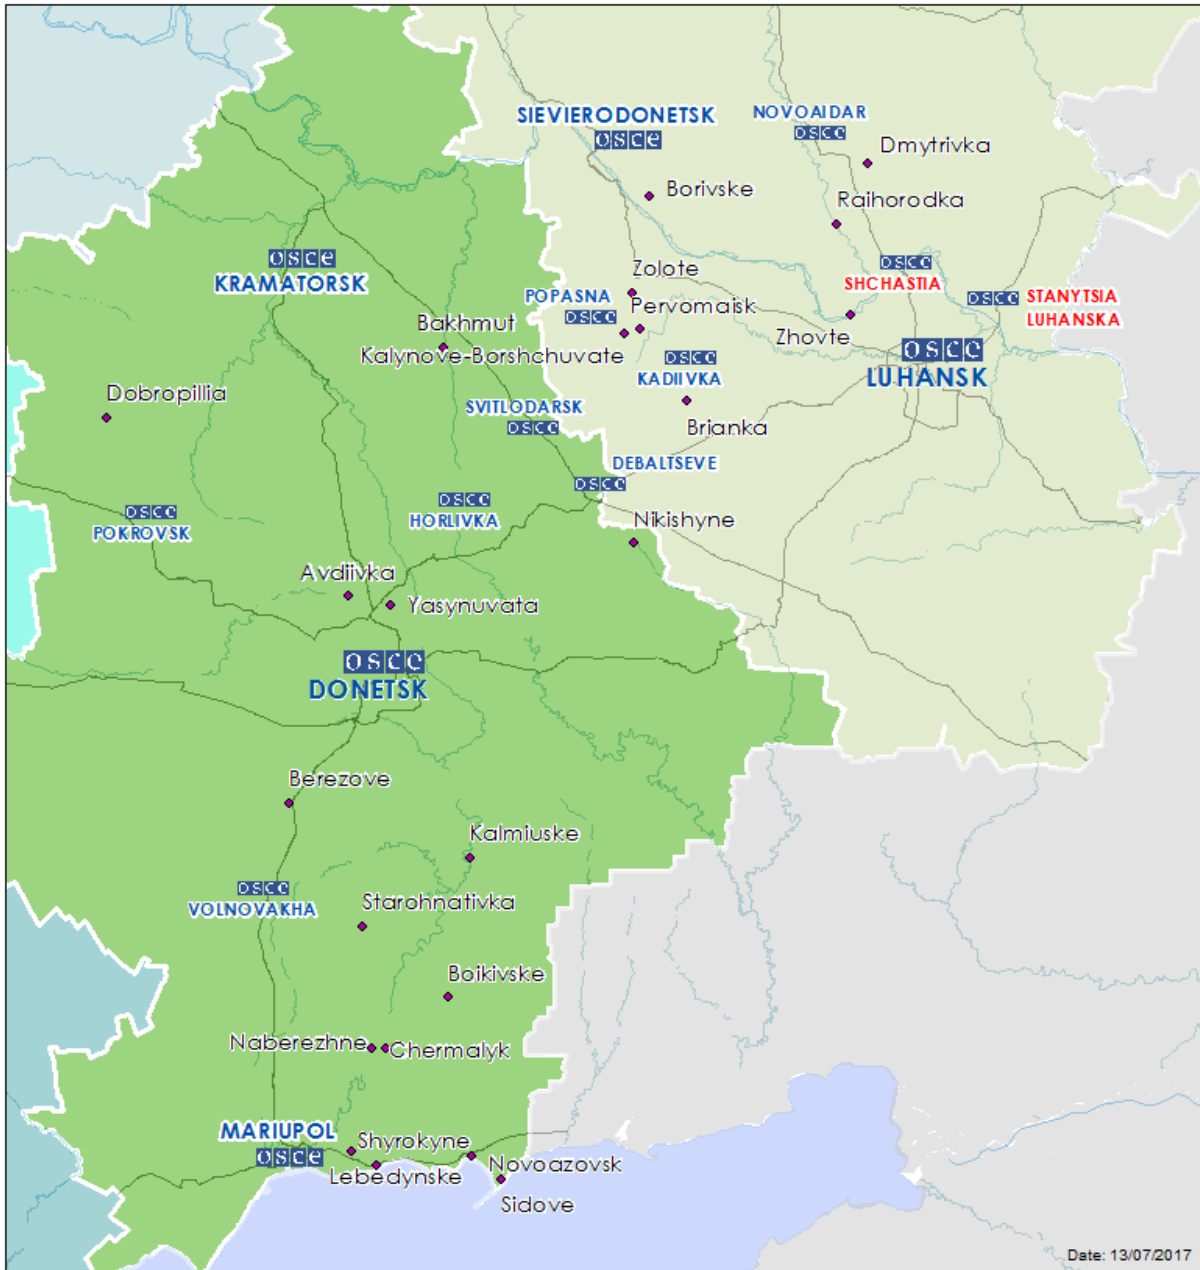 NOVOAIDAR
osce
SIEVIERODONETSK
osce
Dmytrivka
Borivske
Raihorodka
osce
KRAMATORSK
osce
SHCHASTIA
Zolote
POPASNA
osce
Pervomaisk
osce
STANYTSIA
LUHANSKA
Bakhmut
Kalynove-Borshchuvate
Zhovte
osce
LUHANSK
osce
KADIIVKA
Dobropillia
SVITLODARSK
osce
Brianka
DEBALTSEVE
osce
osce
POKROVSK
osce
HORLIVKA
Nikishyne
Avdiivka
Yasynuvata
osce
DONETSK
Berezove
Kalmiuske
osce
VOLNOVAKHA
Starohnativka
Boikivske
Naberezhne
Chermalyk
MARIUPOL
osce
Shyrokyne
Lebedynske
Novoazovsk
Sidove
Date: 13/07/2017